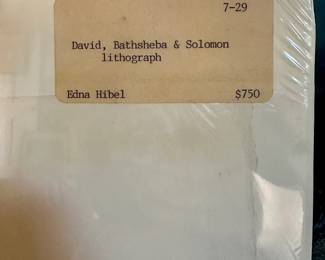 7-29
David, Bathsheba & Solomon
lithograph
Edna Hibel $750